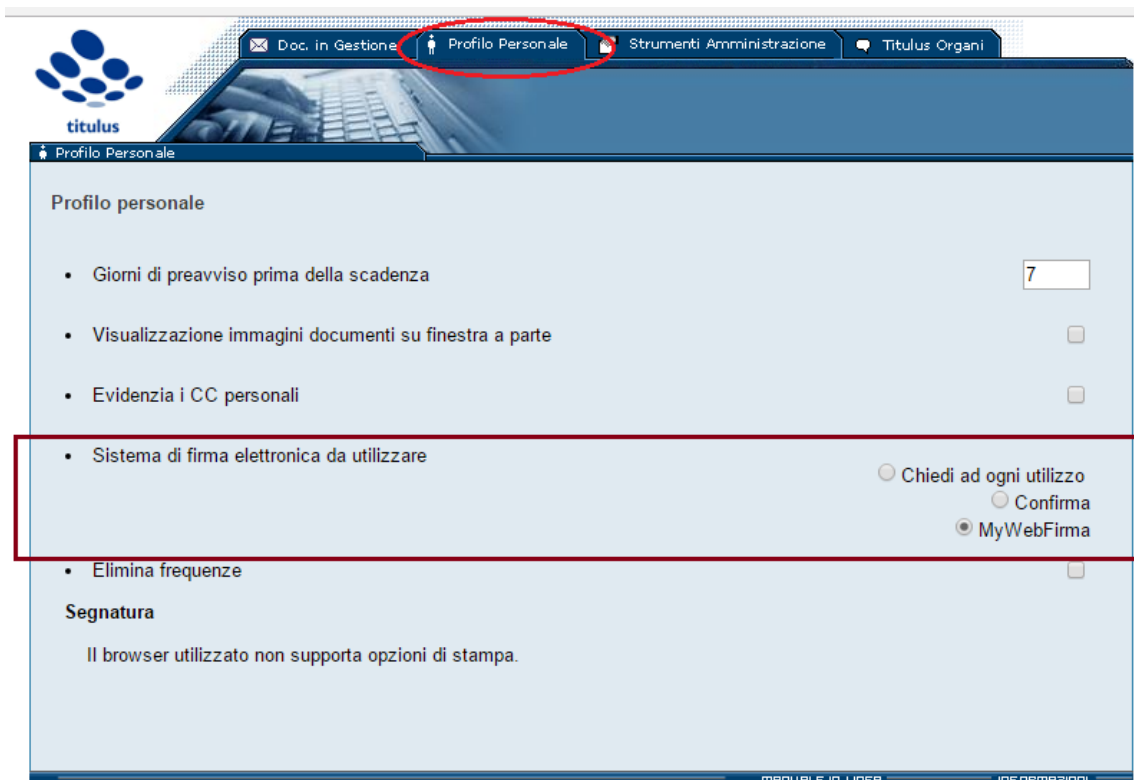 Doc. in Gestione
Profilo Personale
Strumenti Amministrazione
Titulus Organi
titulus
Profilo Personale
Profilo personale
Giorni di preavviso prima della scadenza
7
Visualizzazione immagini documenti su finestra a parte
Evidenzia i CC personali
Sistema di firma elettronica da utilizzare
Chiedi ad ogni utilizzo
Confirma
MyWebFirma
Elimina frequenze
Segnatura
Il browser utilizzato non supporta opzioni di stampa.